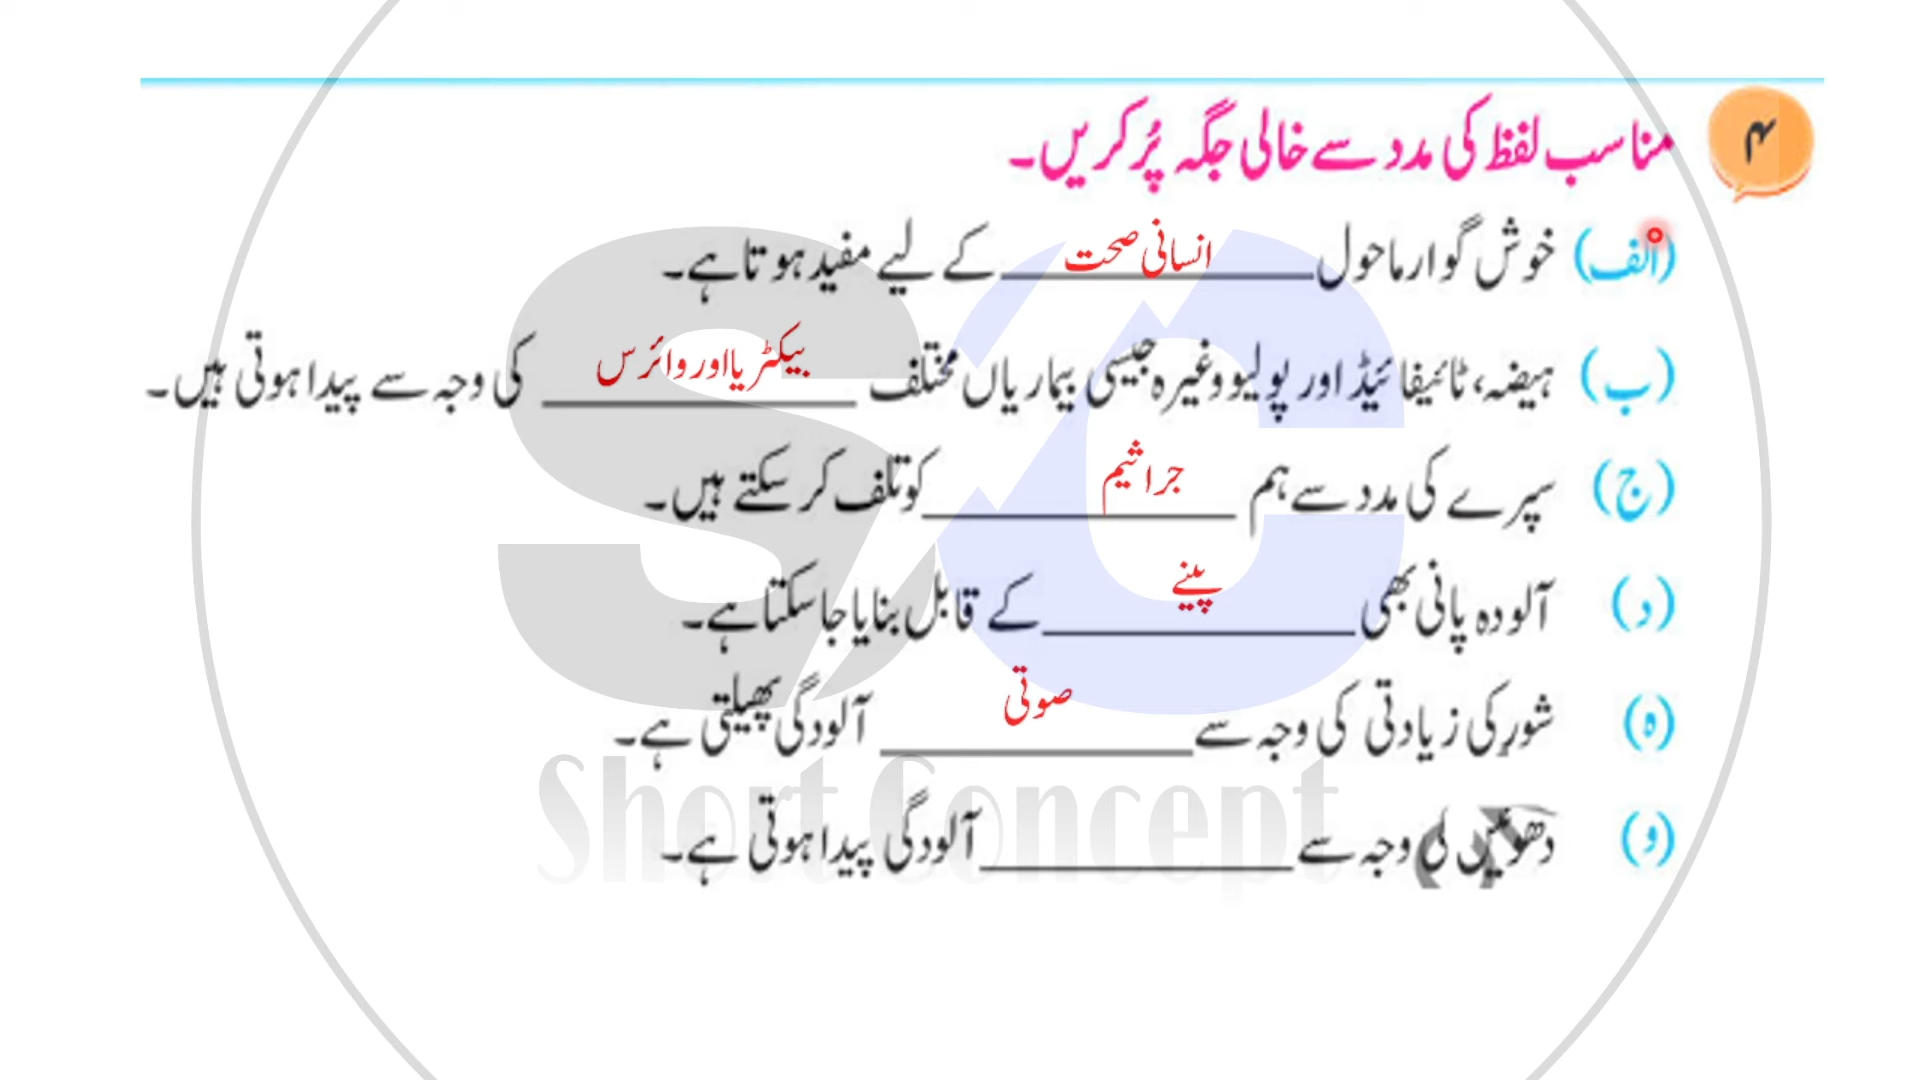 ۴ مناسب لفظ کی مدد سے خالی جگہ پُر کریں۔
(الف) خوش گوار ماحول انسانی صحت کے لیے مفید ہوتا ہے۔
(ب) ہیضہ، ٹائیفائیڈ اور پولیو وغیرہ جیسی بیماریاں مختلف بیکٹریا اور وائرس کی وجہ سے پیدا ہوتی ہیں۔
(ج) سپرے کی مدد سے ہم جراثیم کو تلف کر سکتے ہیں۔
(د) آلودہ پانی بھی پینے کے قابل بنایا جا سکتا ہے۔
(ہ) شور کی زیادتی کی وجہ سے صوتی آلودگی پھیلتی ہے۔
(و) دھوئیں کی وجہ سے ____________ آلودگی پیدا ہوتی ہے۔
SC
Short Concept